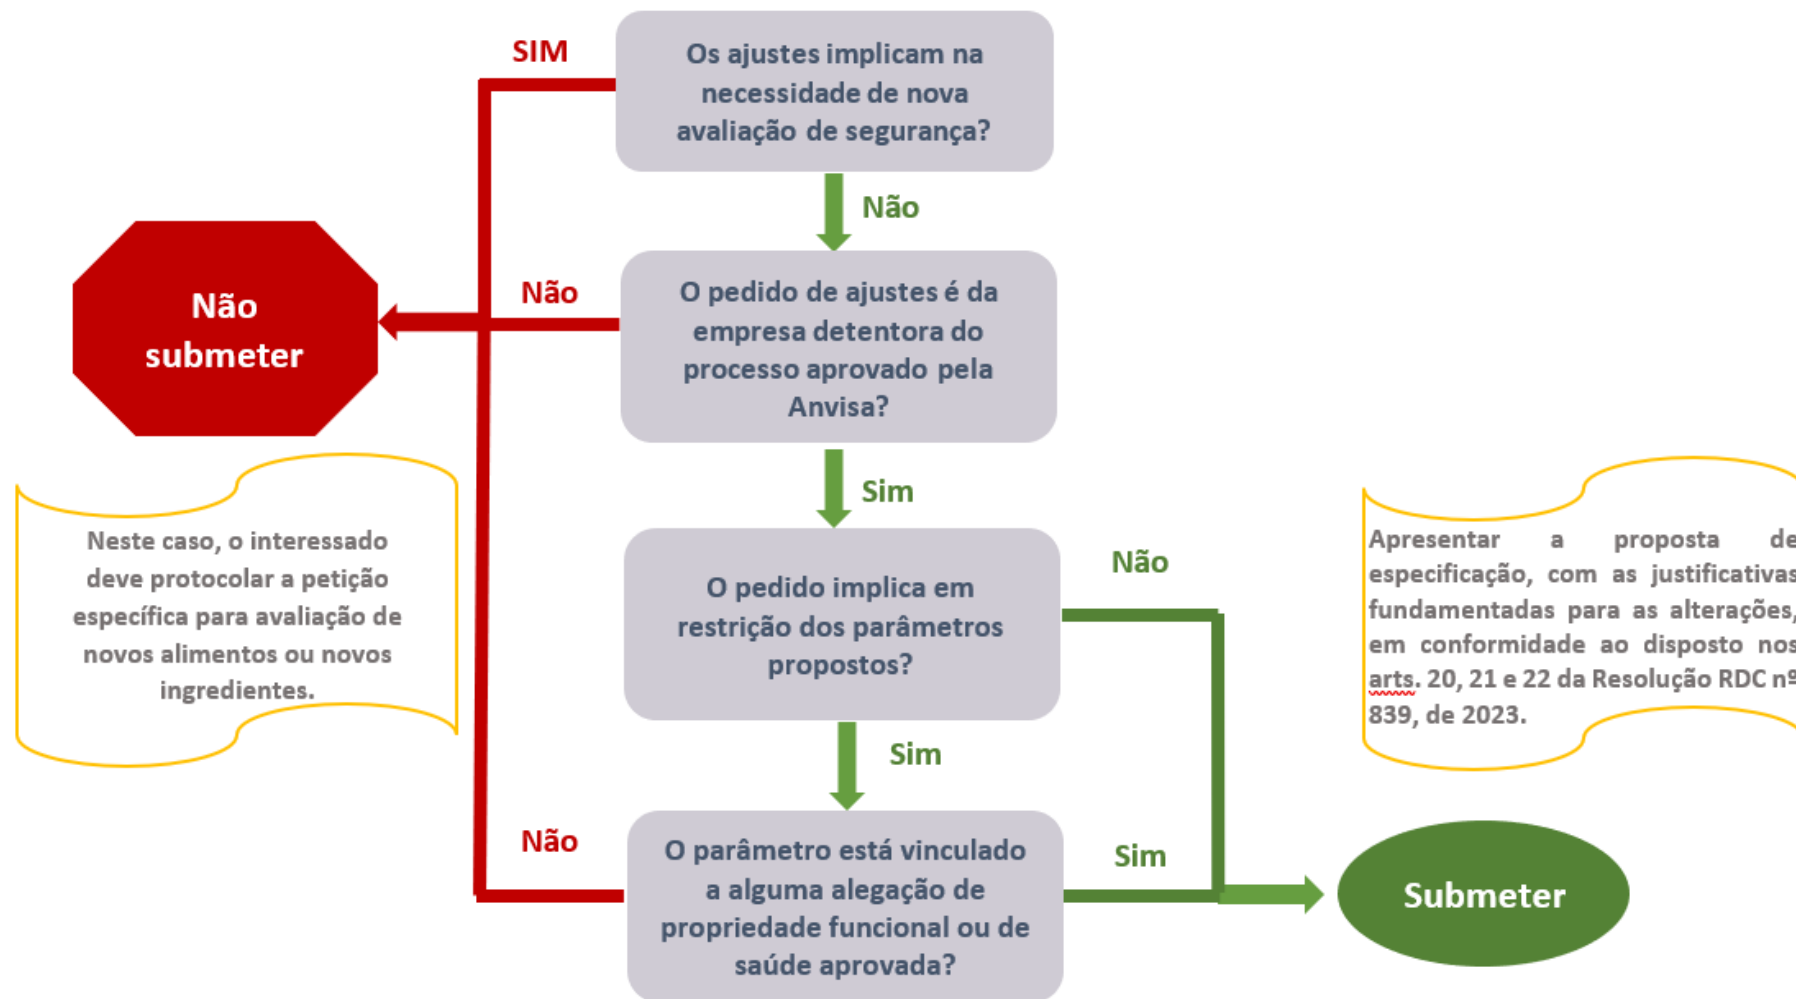 SIM
Os ajustes implicam na
necessidade de nova
avaliação de segurança?
Não
Não
submeter
Não
O pedido de ajustes é da
empresa detentora do
processo aprovado pela
Anvisa?
Sim
Neste caso, o interessado
deve protocolar a petição
específica para avaliação de
novos alimentos ou novos
ingredientes.
O pedido implica em
restrição dos parâmetros
propostos?
Não
Apresentar a proposta de
especificação, com as justificativas
fundamentadas para as alterações,
em conformidade ao disposto nos
arts. 20, 21 e 22 da Resolução RDC nº
839, de 2023.
Sim
Não
O parâmetro está vinculado
a alguma alegação de
propriedade funcional ou de
saúde aprovada?
Sim
Submeter